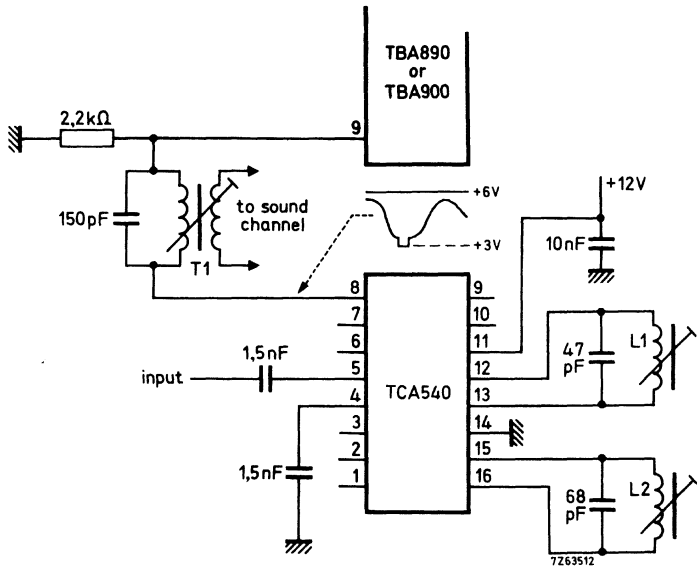 TBA890
or
TBA900
2,2kΩ
9
+6V
+12V
150pF
to sound
channel
+3V
10nF
T1
8
9
7
10
6
11
1,5nF
input
5
12
47
pF
L1
TCA540
4
13
3
14
2
15
1,5nF
1
16
68
pF
L2
7Z63512